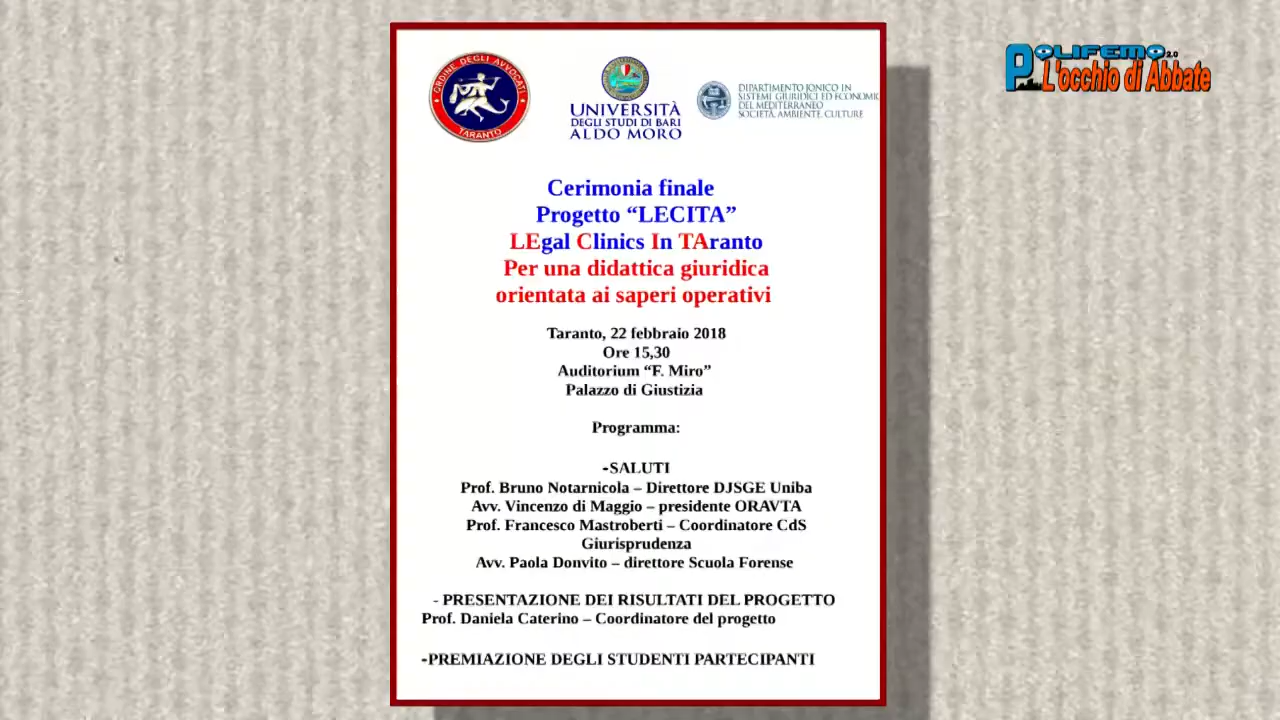 ORDINE DEGLI AVVOCATI
TARANTO
UNIVERSITÀ
DEGLI STUDI DI BARI
ALDO MORO
DIPARTIMENTO JONICO IN
SISTEMI GIURIDICI ED ECONOMIC
DEL MEDITERRANEO
SOCIETÀ, AMBIENTE, CULTURE
POLIFEMO 2.0
L'occhio di Abbate
Cerimonia finale
Progetto “LECITA”
LEgal Clinics In TAranto
Per una didattica giuridica
orientata ai saperi operativi
Taranto, 22 febbraio 2018
Ore 15,30
Auditorium “F. Miro”
Palazzo di Giustizia
Programma:
-SALUTI
Prof. Bruno Notarnicola – Direttore DJSGE Uniba
Avv. Vincenzo di Maggio – presidente ORAVTA
Prof. Francesco Mastroberti – Coordinatore CdS
Giurisprudenza
Avv. Paola Donvito – direttore Scuola Forense
- PRESENTAZIONE DEI RISULTATI DEL PROGETTO
Prof. Daniela Caterino – Coordinatore del progetto
-PREMIAZIONE DEGLI STUDENTI PARTECIPANTI